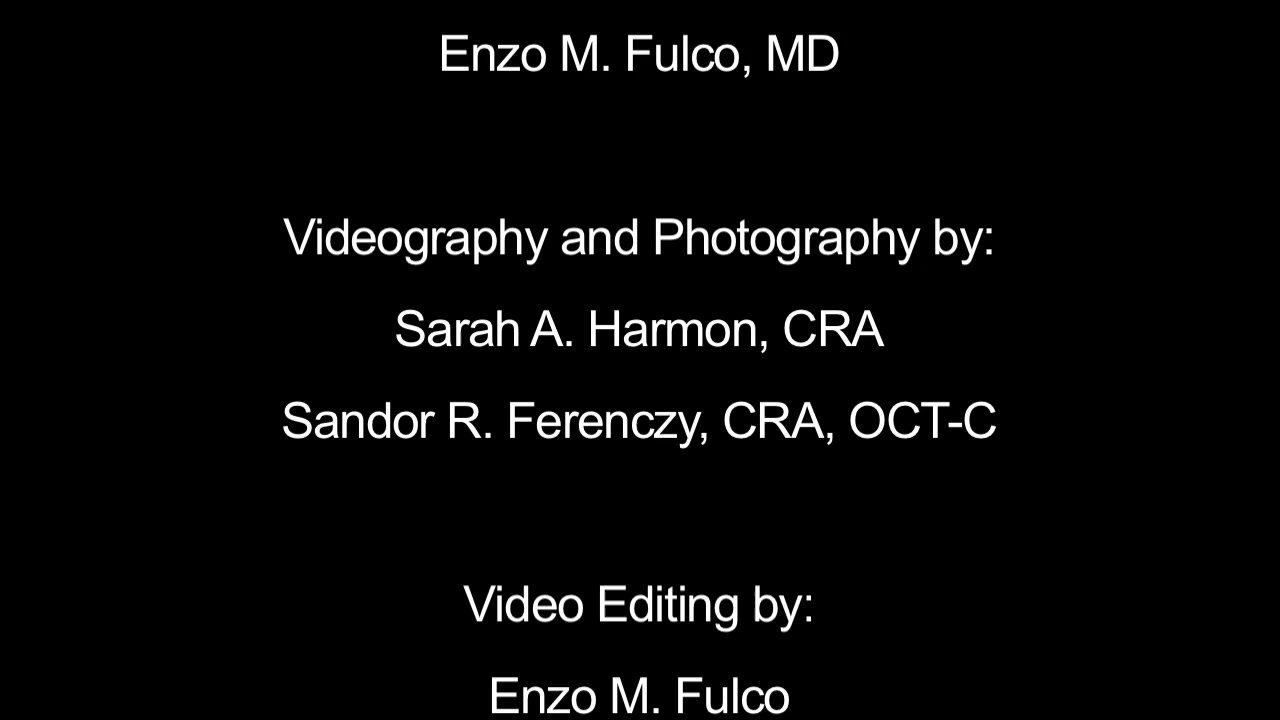 Enzo M. Fulco, MD
Videography and Photography by:
Sarah A. Harmon, CRA
Sandor R. Ferenczy, CRA, OCT-C
Video Editing by:
Enzo M. Fulco